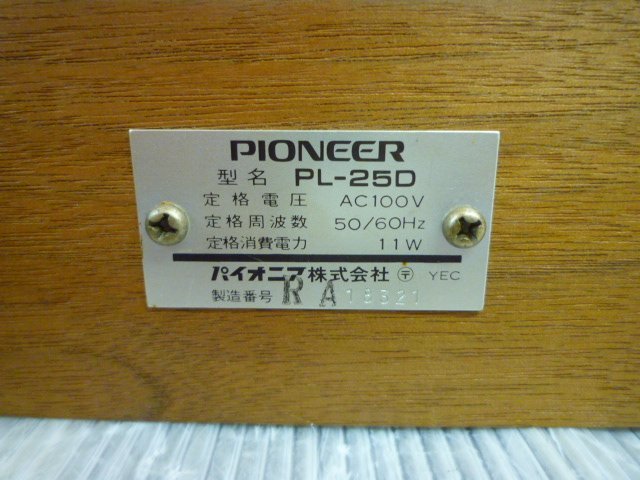 PIONEER
型名 PL-25D
定格電圧 AC100V
定格周波数 50/60Hz
定格消費電力 11W
パイオニア株式会社 〒 YEC
製造番号 RA18321